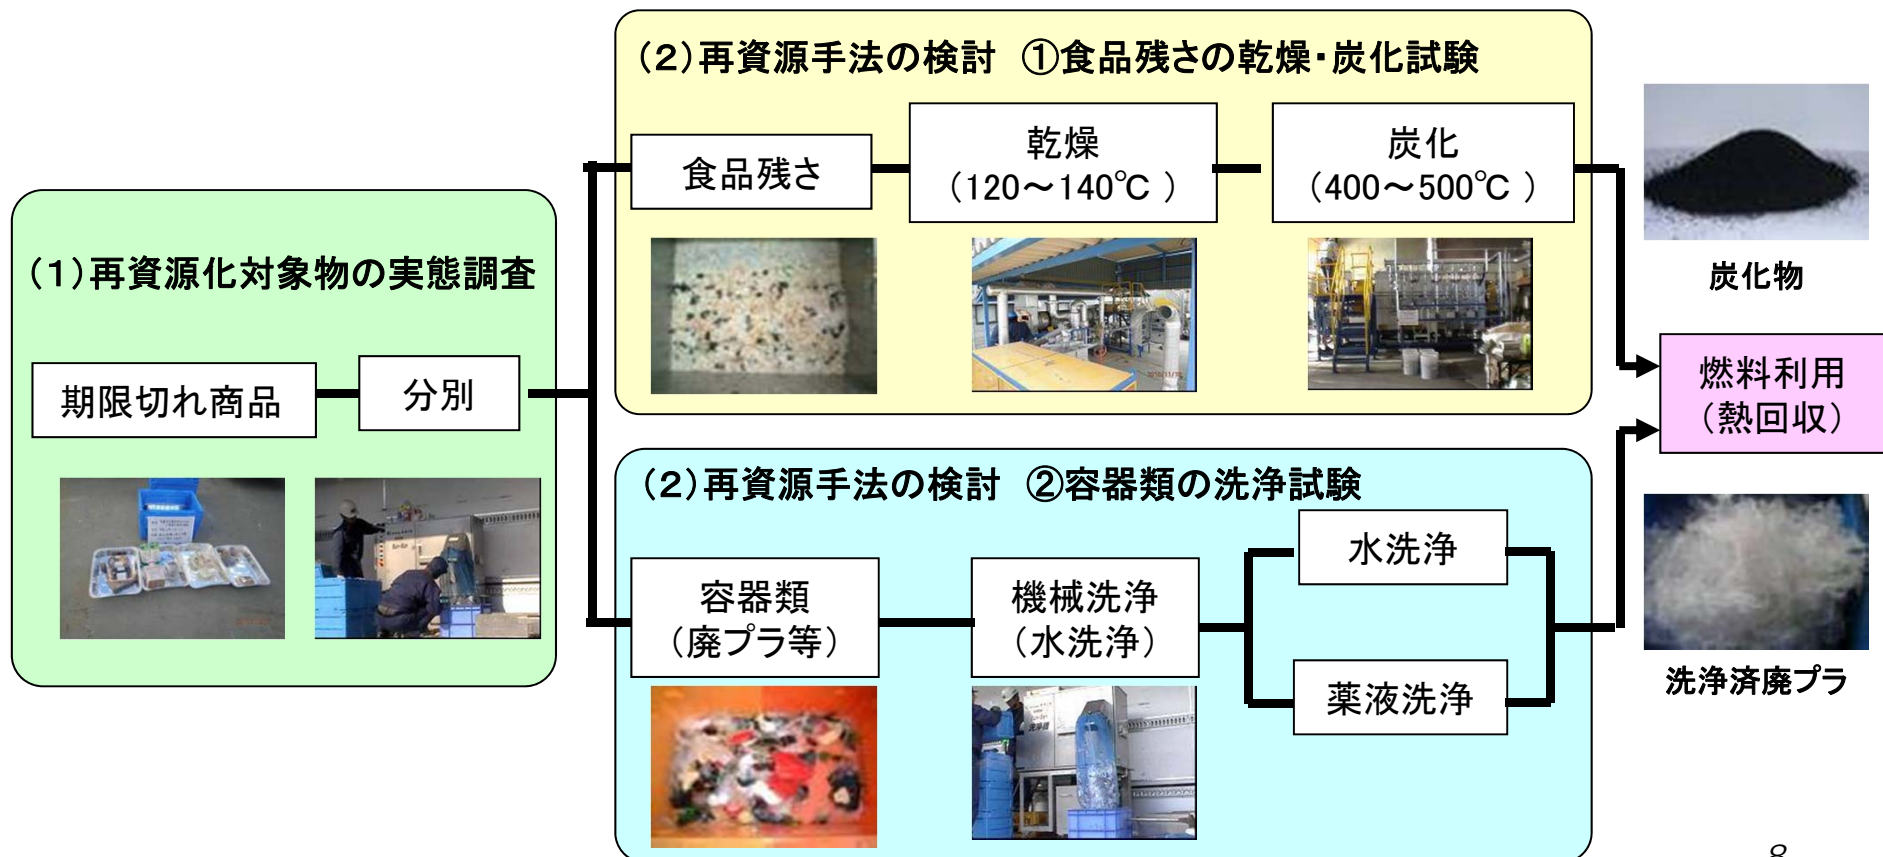 (1)再資源化対象物の実態調査
期限切れ商品
分別
(2)再資源手法の検討 ①食品残さの乾燥・炭化試験
食品残さ
乾燥
(120～140℃ )
炭化
(400～500℃ )
(2)再資源手法の検討 ②容器類の洗浄試験
容器類
(廃プラ等)
機械洗浄
(水洗浄)
水洗浄
薬液洗浄
炭化物
燃料利用
(熱回収)
洗浄済廃プラ
8